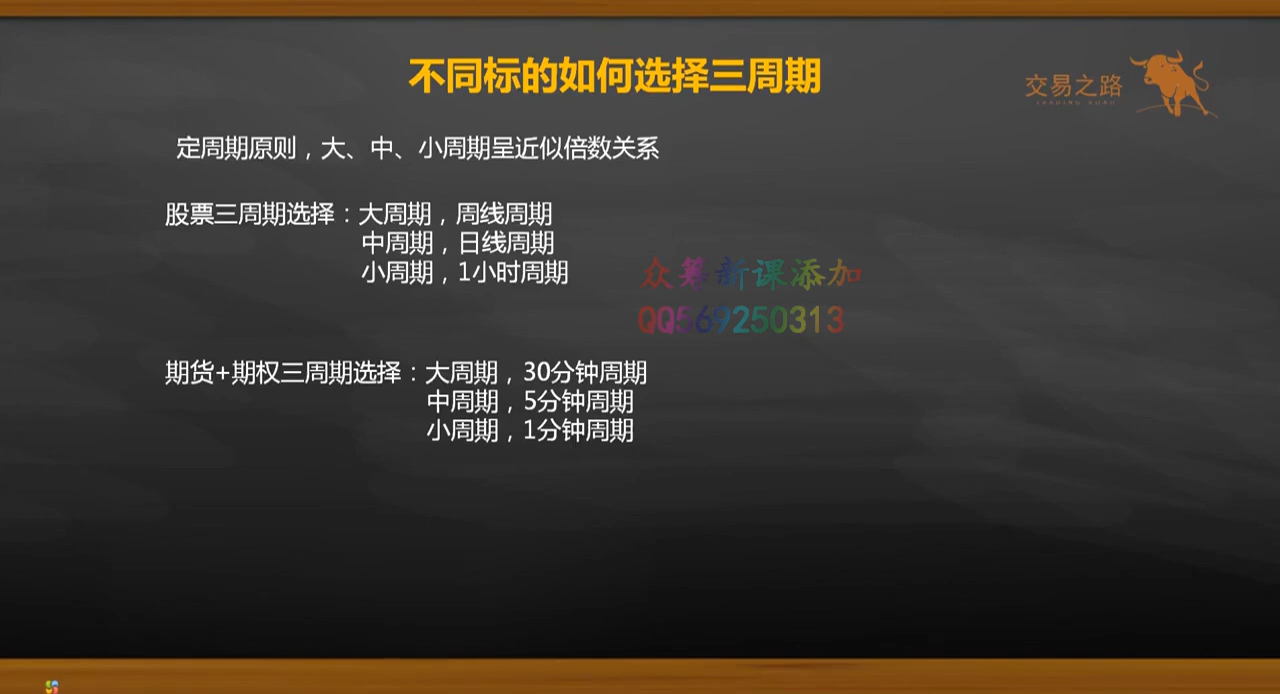 不同标的如何选择三周期
交易之路
定周期原则，大、中、小周期呈近似倍数关系
股票三周期选择：大周期，周线周期
中周期，日线周期
小周期，1小时周期
众筹新课添加
QQ569250313
期货+期权三周期选择：大周期，30分钟周期
中周期，5分钟周期
小周期，1分钟周期